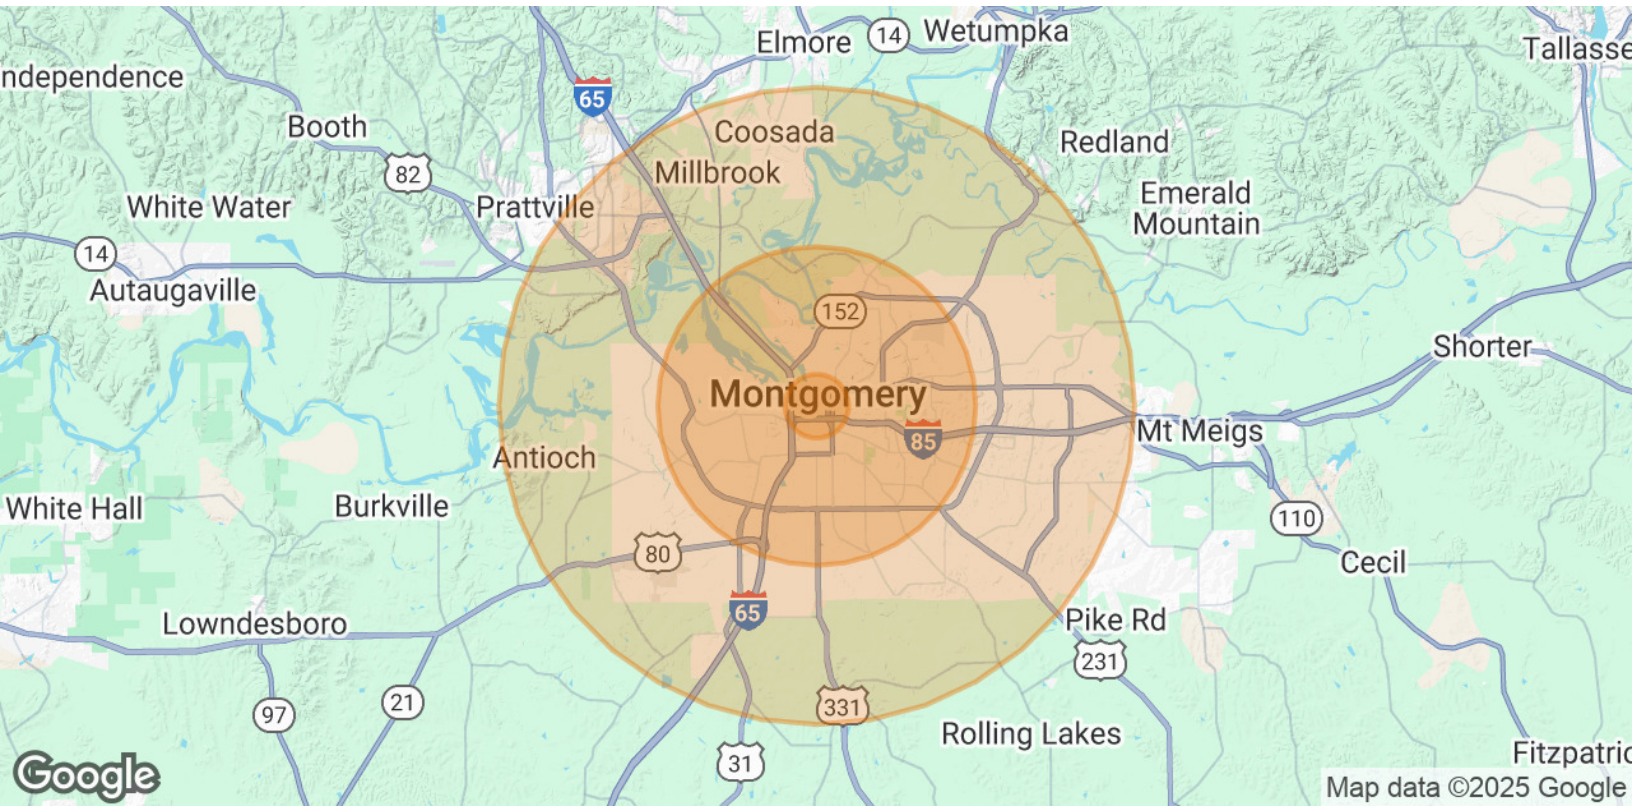 Elmore
14
Wetumpka
Tallasse
ndependence
65
Booth
Coosada
Redland
82
Millbrook
White Water
Prattville
Emerald
Mountain
14
Autaugaville
152
Shorter
Montgomery
85
Mt Meigs
Antioch
White Hall
Burkville
110
80
Cecil
65
Lowndesboro
Pike Rd
231
21
97
331
Rolling Lakes
31
Fitzpatric
Google
Map data ©2025 Google